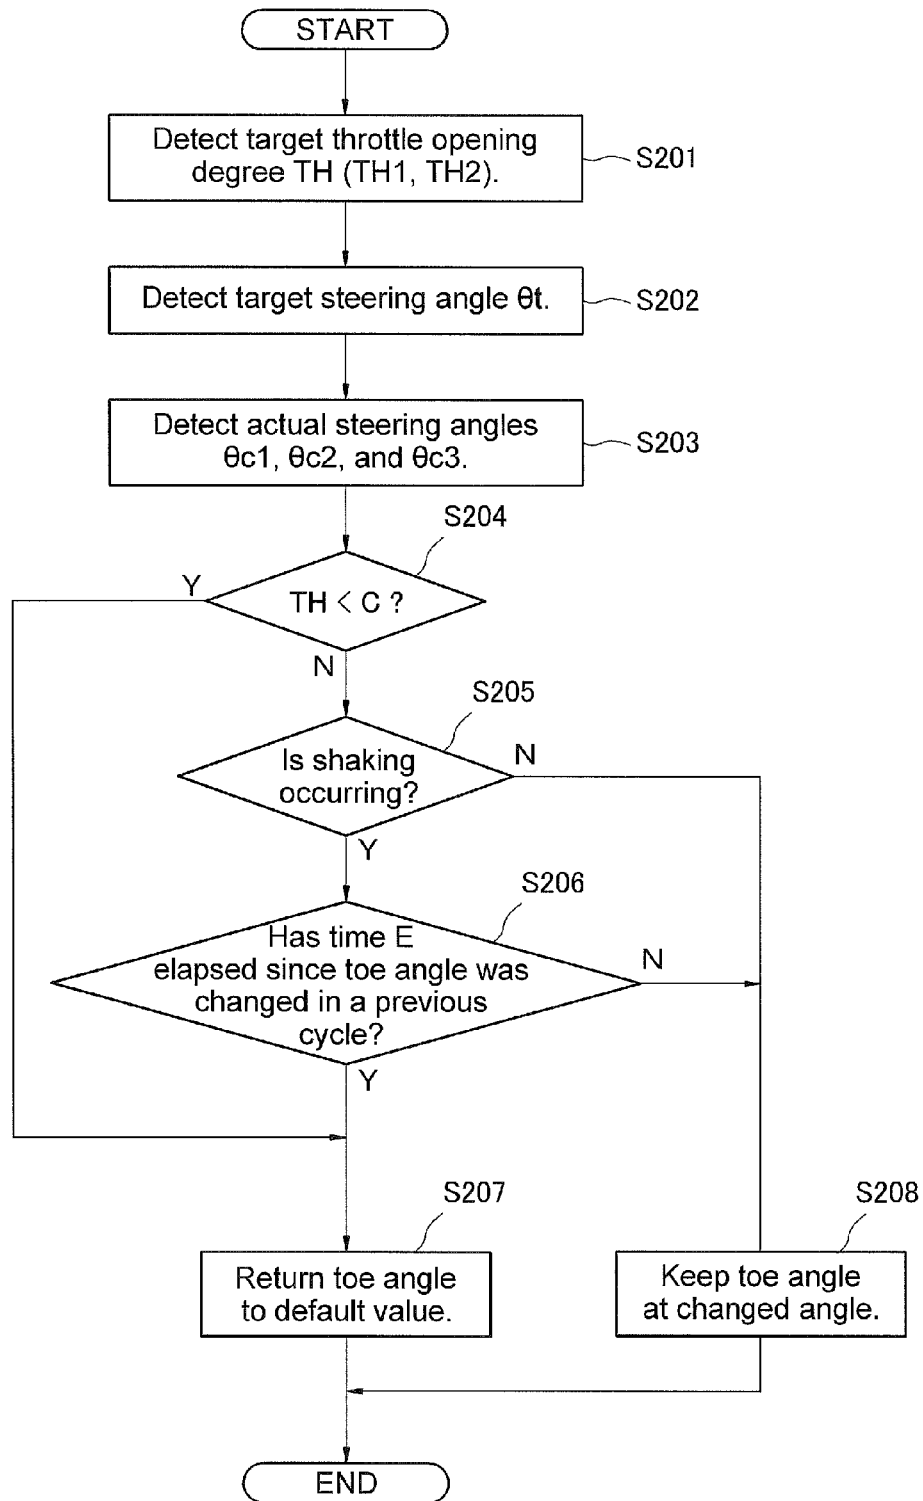 START
Detect target throttle opening
degree TH (TH1, TH2).
S201
Detect target steering angle θt.
S202
Detect actual steering angles
θc1, θc2, and θc3.
S203
S204
Y
TH < C ?
N
S205
Is shaking
occurring?
N
Y
S206
Has time E
elapsed since toe angle was
changed in a previous
cycle?
N
Y
S207
Return toe angle
to default value.
S208
Keep toe angle
at changed angle.
END